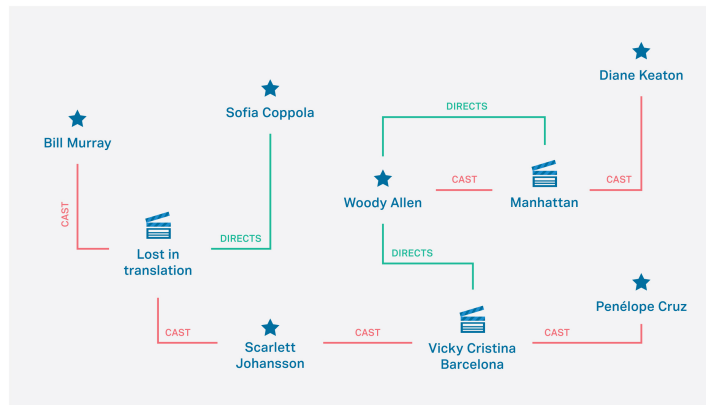 Diane Keaton
Sofia Coppola
DIRECTS
Bill Murray
CAST
CAST
Woody Allen
Manhattan
CAST
DIRECTS
DIRECTS
Lost in
translation
Penélope Cruz
CAST
CAST
CAST
Scarlett
Johansson
Vicky Cristina
Barcelona